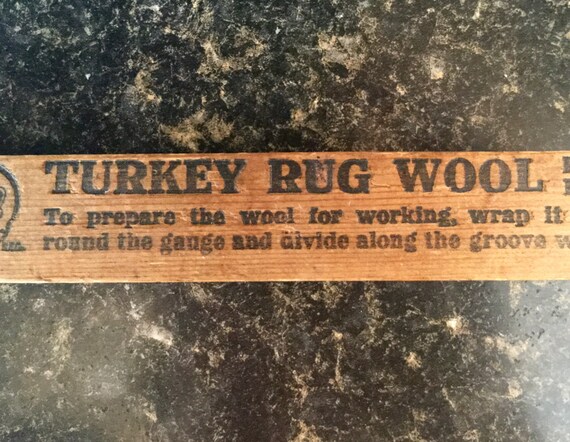 TURKEY RUG WOOL
To prepare the wool for working, wrap it
round the gauge and divide along the groove